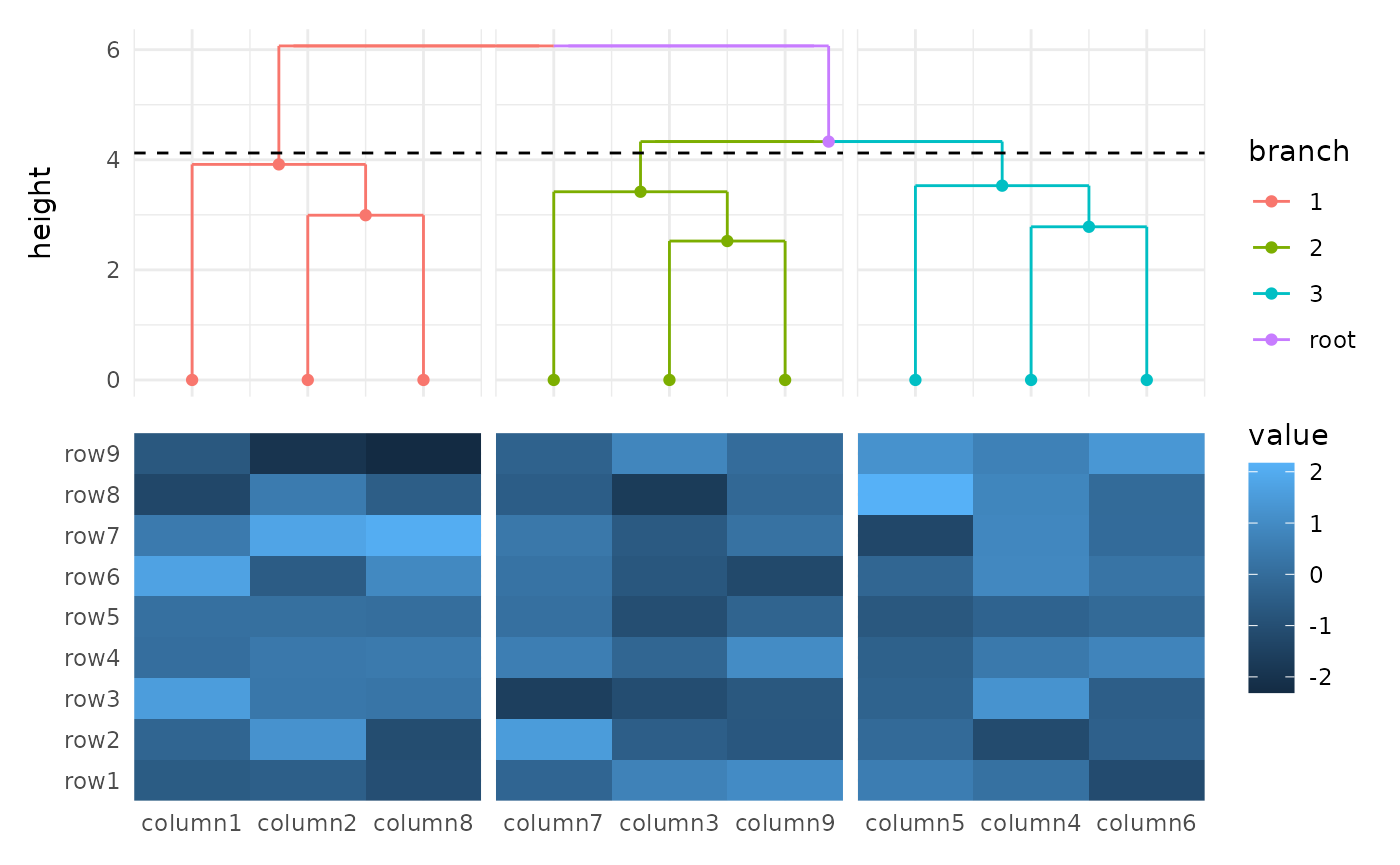 height
6
4
2
0
branch
1
2
3
root
row9
row8
row7
row6
row5
row4
row3
row2
row1
column1 column2 column8 column7 column3 column9 column5 column4 column6
value
2
1
0
-1
-2